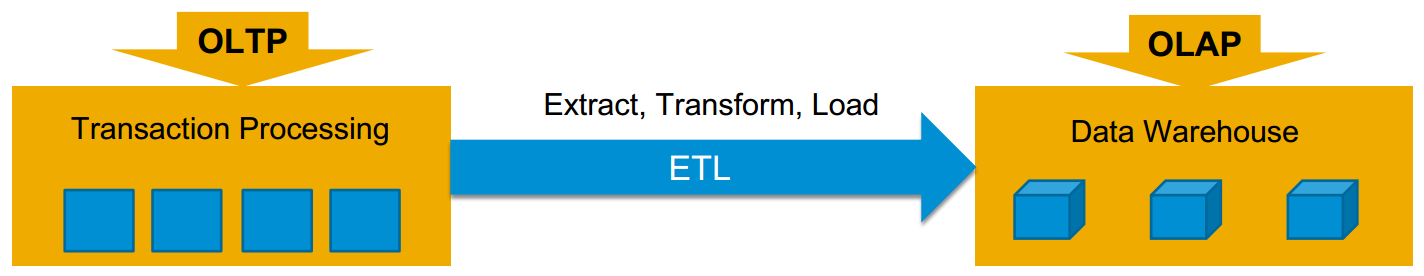 OLTP
Transaction Processing
Extract, Transform, Load
ETL
OLAP
Data Warehouse